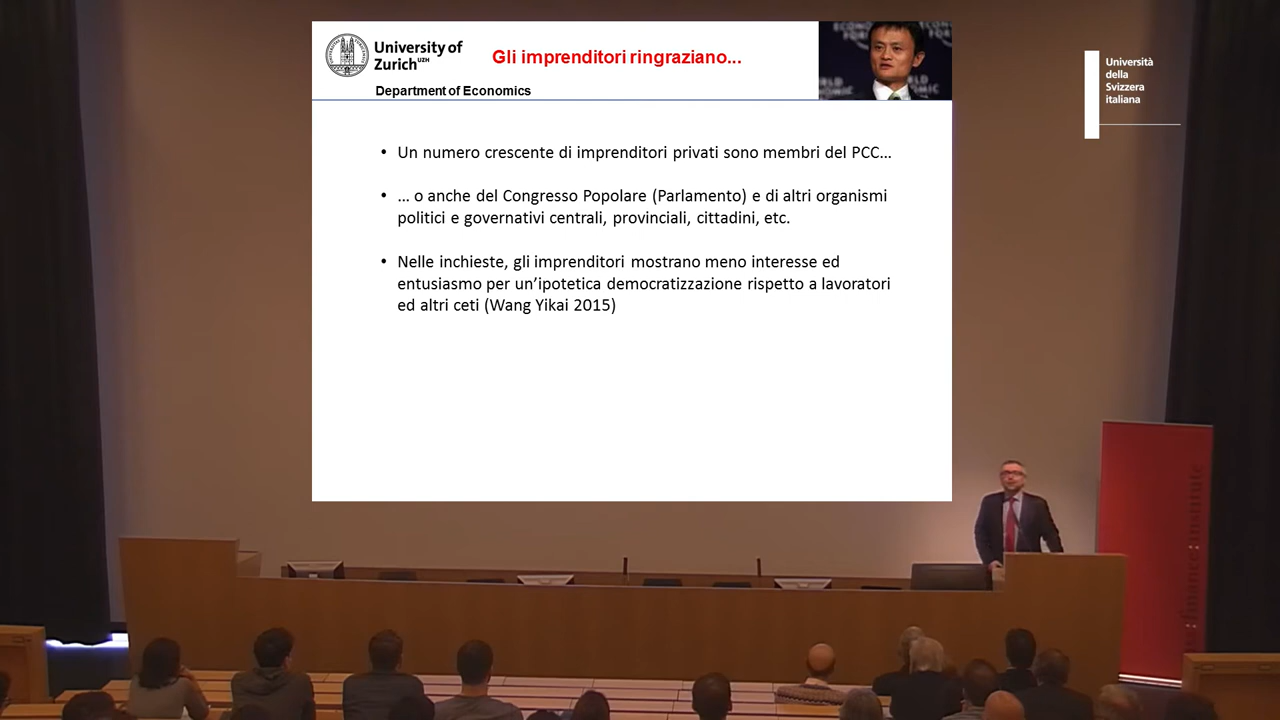 University of
Zurich UZH
Gli imprenditori ringraziano...
Department of Economics
• Un numero crescente di imprenditori privati sono membri del PCC…
• … o anche del Congresso Popolare (Parlamento) e di altri organismi
politici e governativi centrali, provinciali, cittadini, etc.
• Nelle inchieste, gli imprenditori mostrano meno interesse ed
entusiasmo per un’ipotetica democratizzazione rispetto a lavoratori
ed altri ceti (Wang Yikai 2015)
Università
della
Svizzera
italiana
finance institute